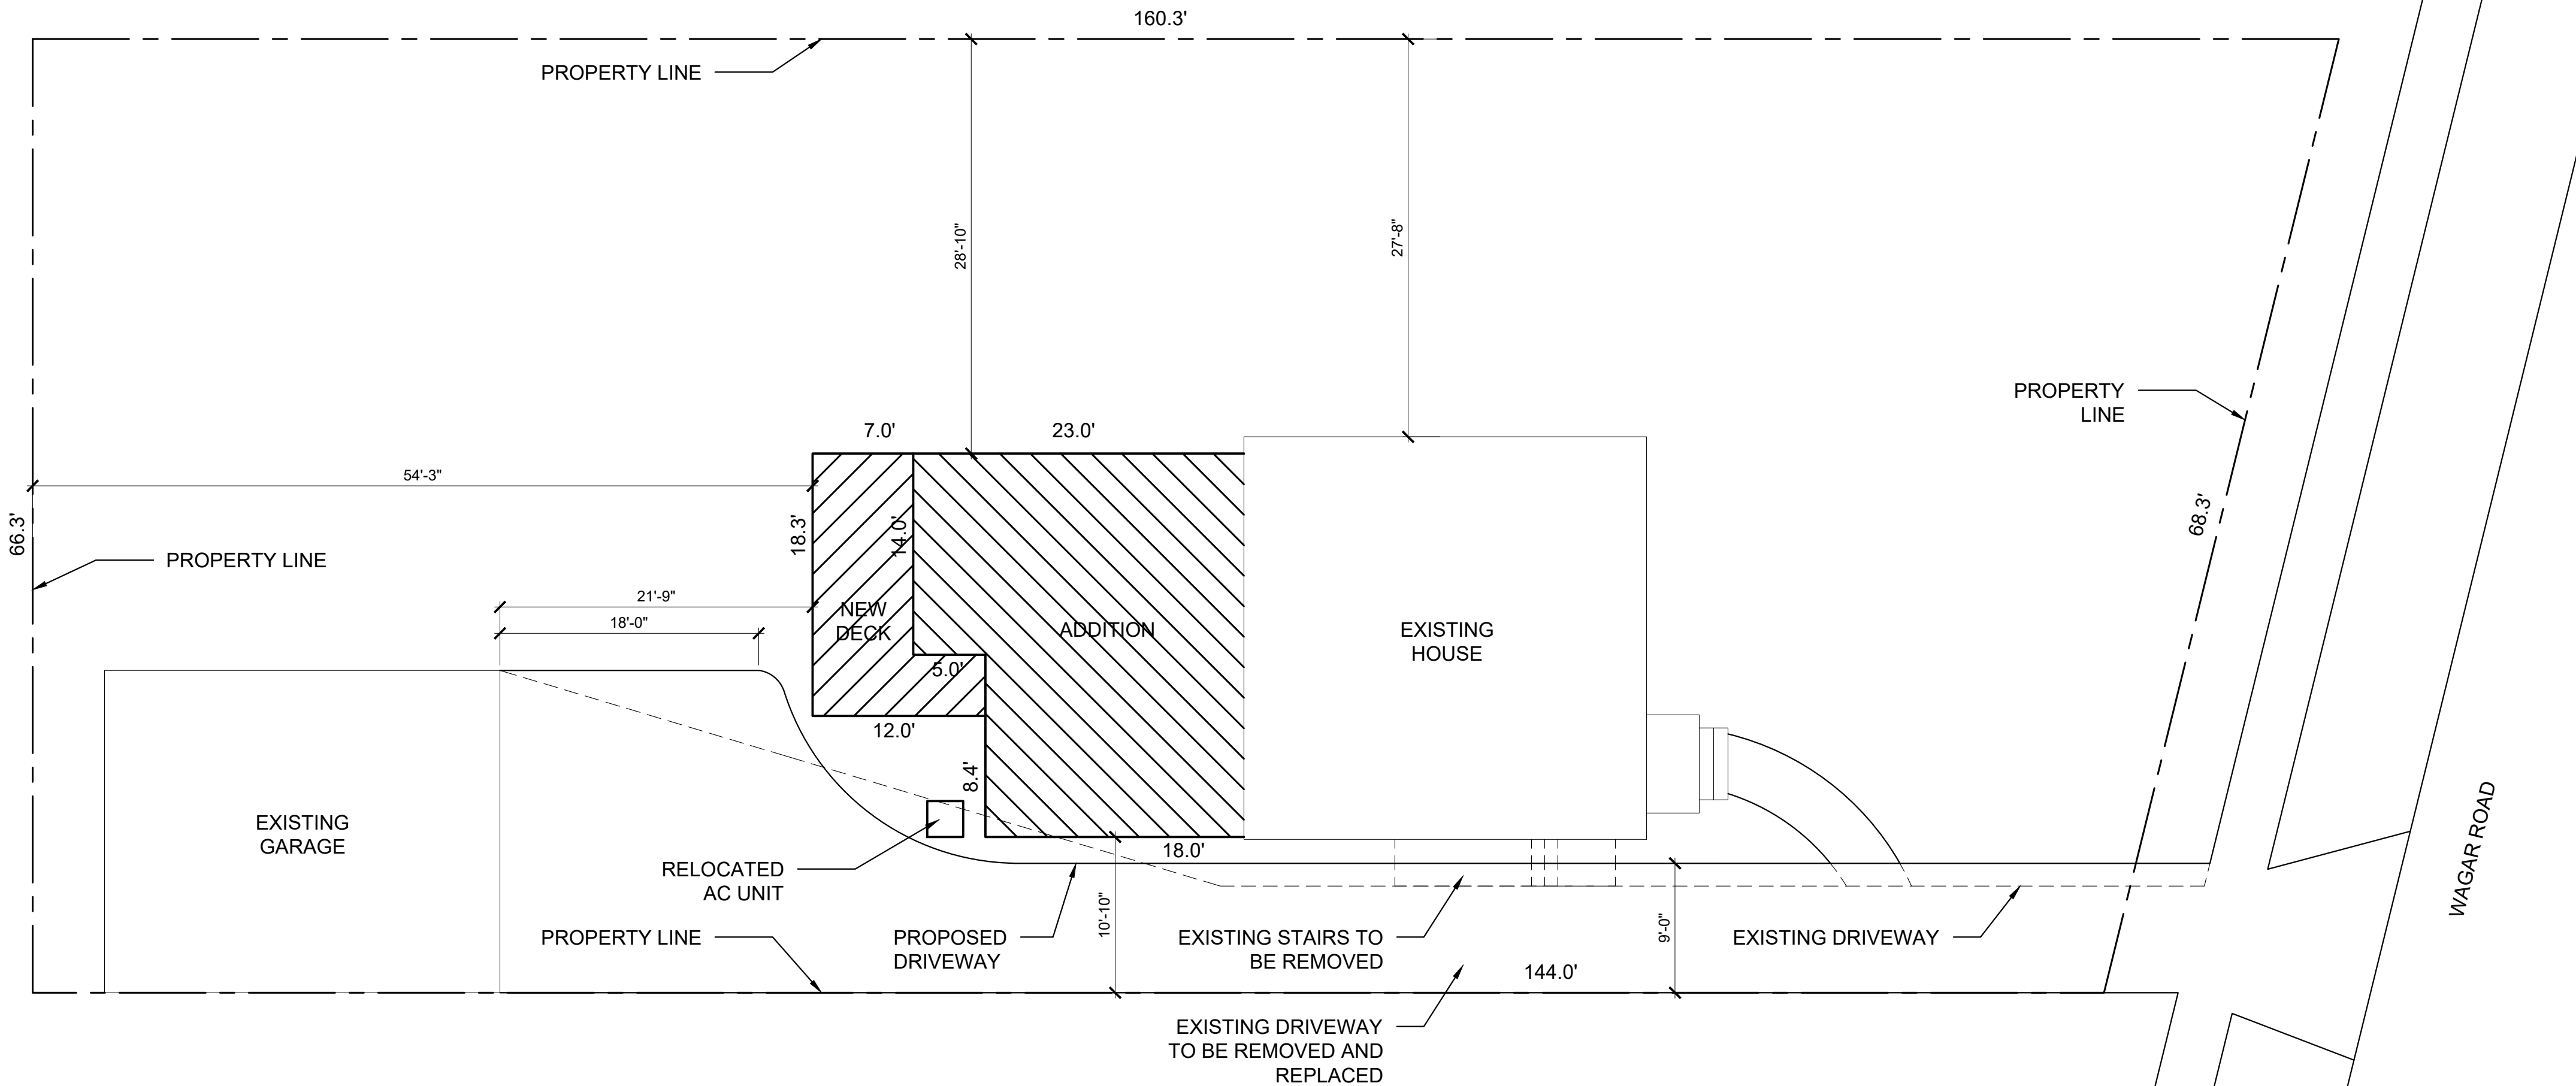 160.3'
PROPERTY LINE
28'-10"
27'-8"
PROPERTY
LINE
7.0'
23.0'
54'-3"
66.3'
18.3'
14.0'
68.3'
PROPERTY LINE
21'-9"
18'-0"
NEW
DECK
ADDITION
EXISTING
HOUSE
5.0'
12.0'
8.4'
EXISTING
GARAGE
WAGAR ROAD
18.0'
RELOCATED
AC UNIT
10'-10"
9'-0"
PROPERTY LINE
PROPOSED
DRIVEWAY
EXISTING STAIRS TO
BE REMOVED
EXISTING DRIVEWAY
144.0'
EXISTING DRIVEWAY
TO BE REMOVED AND
REPLACED